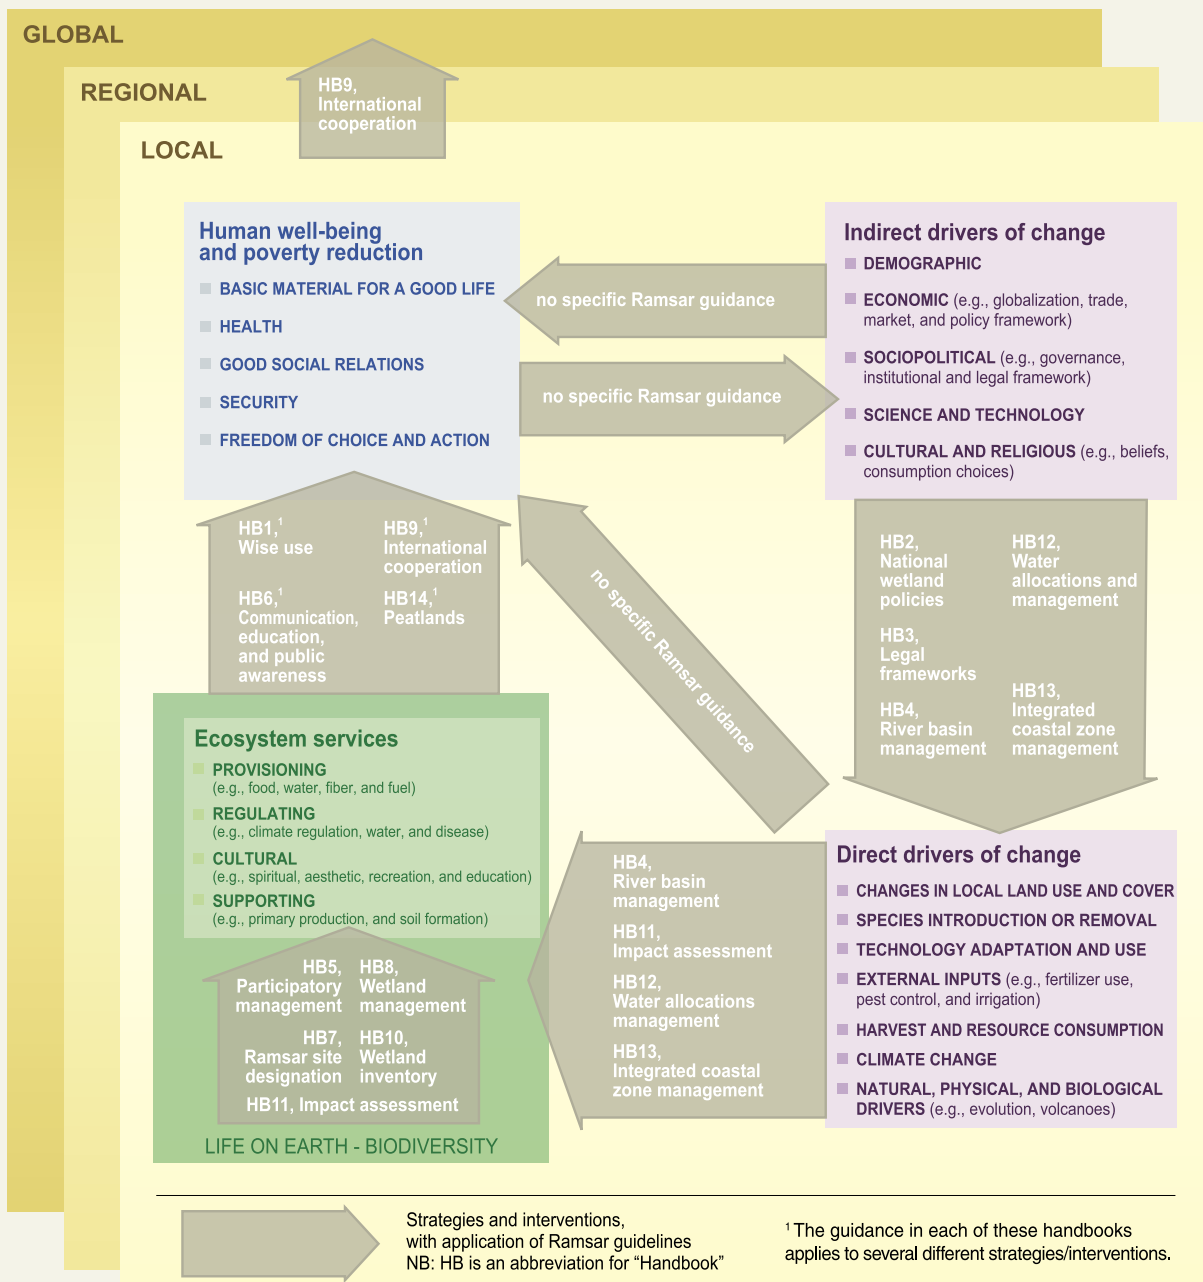 GLOBAL
REGIONAL
LOCAL
HB9,
International
cooperation
Human well-being
and poverty reduction
BASIC MATERIAL FOR A GOOD LIFE
HEALTH
GOOD SOCIAL RELATIONS
SECURITY
FREEDOM OF CHOICE AND ACTION
no specific Ramsar guidance
no specific Ramsar guidance
Indirect drivers of change
DEMOGRAPHIC
ECONOMIC (e.g., globalization, trade,
market, and policy framework)
SOCIOPOLITICAL (e.g., governance,
institutional and legal framework)
SCIENCE AND TECHNOLOGY
CULTURAL AND RELIGIOUS (e.g., beliefs,
consumption choices)
HB1,¹
Wise use
HB6,¹
Communication,
education,
and public
awareness
HB9,¹
International
cooperation
HB14,¹
Peatlands
no specific Ramsar guidance
HB2,
National
wetland
policies
HB3,
Legal
frameworks
HB4,
River basin
management
HB12,
Water
allocations and
management
HB13,
Integrated
coastal zone
management
Ecosystem services
PROVISIONING
(e.g., food, water, fiber, and fuel)
REGULATING
(e.g., climate regulation, water, and disease)
CULTURAL
(e.g., spiritual, aesthetic, recreation, and education)
SUPPORTING
(e.g., primary production, and soil formation)
HB5,
Participatory
management
HB8,
Wetland
management
HB7,
Ramsar site
designation
HB10,
Wetland
inventory
HB11, Impact assessment
LIFE ON EARTH - BIODIVERSITY
HB4,
River basin
management
HB11,
Impact assessment
HB12,
Water allocations
management
HB13,
Integrated coastal
zone management
Direct drivers of change
CHANGES IN LOCAL LAND USE AND COVER
SPECIES INTRODUCTION OR REMOVAL
TECHNOLOGY ADAPTATION AND USE
EXTERNAL INPUTS (e.g., fertilizer use,
pest control, and irrigation)
HARVEST AND RESOURCE CONSUMPTION
CLIMATE CHANGE
NATURAL, PHYSICAL, AND BIOLOGICAL
DRIVERS (e.g., evolution, volcanoes)
Strategies and interventions,
with application of Ramsar guidelines
NB: HB is an abbreviation for “Handbook”
¹ The guidance in each of these handbooks
applies to several different strategies/interventions.